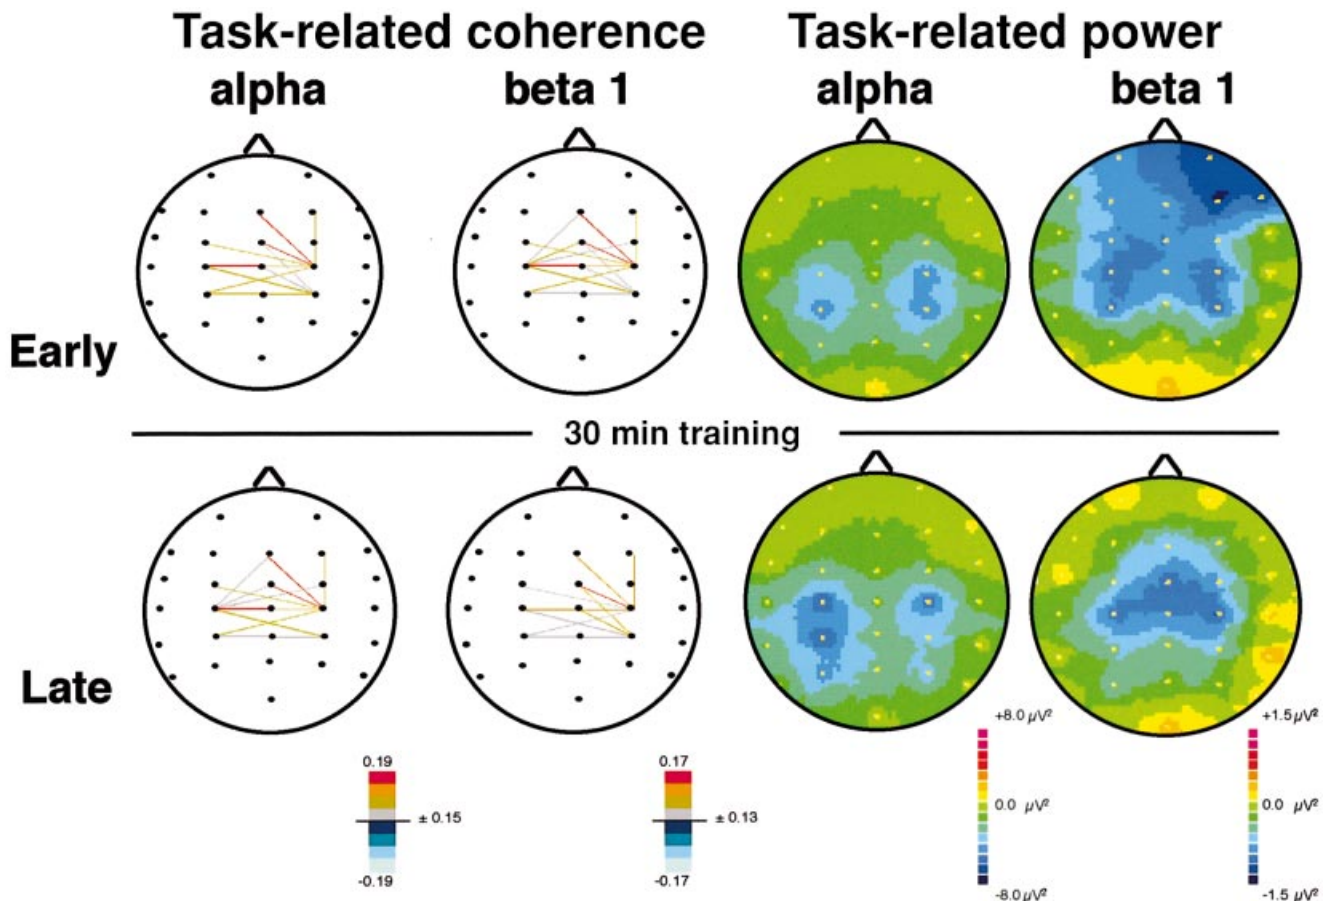 Task-related coherence
Task-related power
alpha
beta 1
alpha
beta 1
Early
30 min training
Late
0.19
± 0.15
-0.19
0.17
± 0.13
-0.17
+8.0 µV²
0.0 µV²
-8.0 µV²
+1.5 µV²
0.0 µV²
-1.5 µV²